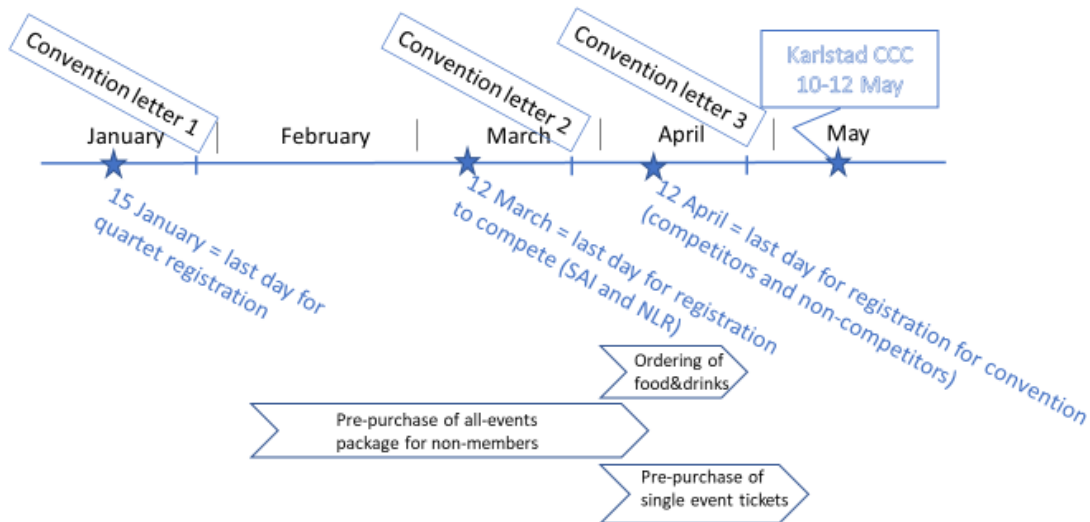 Convention letter 1
Convention letter 2
Convention letter 3
Karlstad CCC
10-12 May
January
February
March
April
May
15 January = last day for
quartet registration
12 March = last day for registration
to compete (SAI and NLR)
12 April = last day for registration for convention
(competitors and non-competitors)
Ordering of
food&drinks
Pre-purchase of all-events
package for non-members
Pre-purchase of
single event tickets